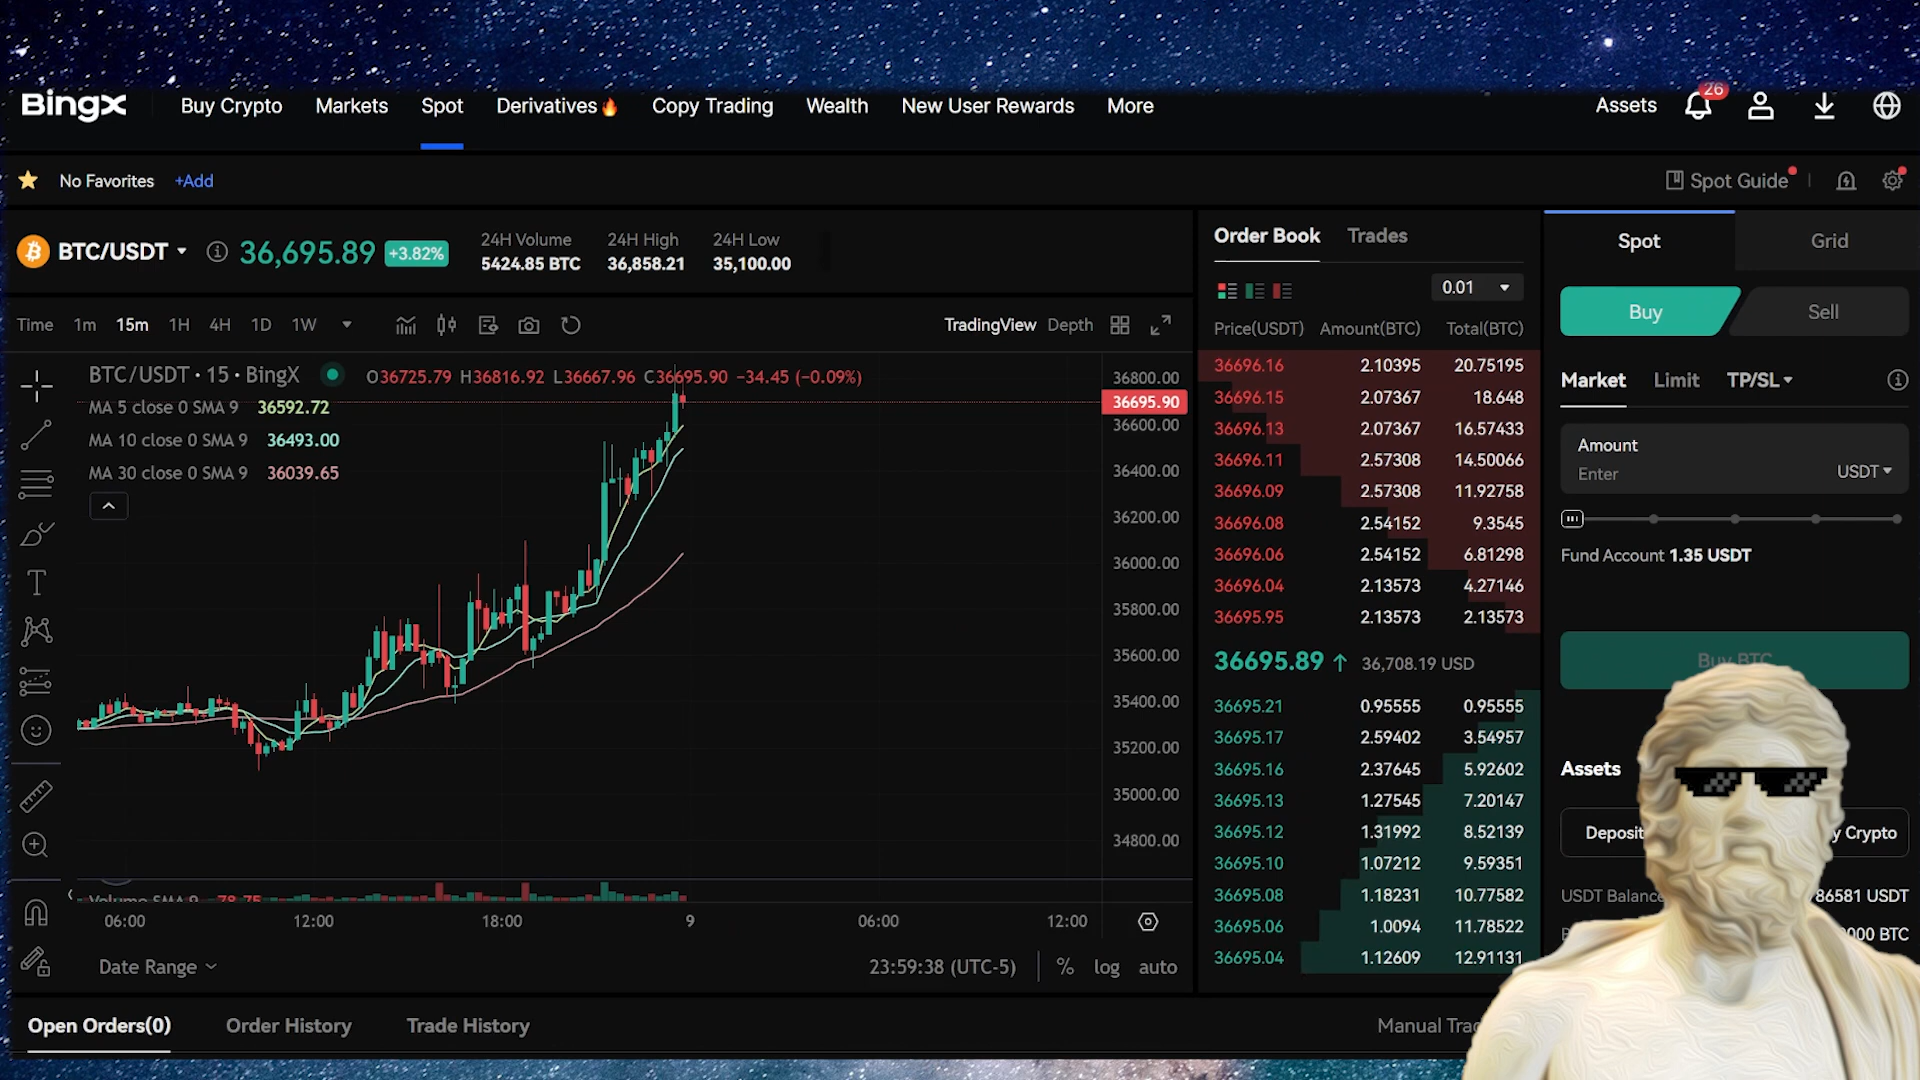 BingX
Buy Crypto
Markets
Spot
Derivatives
Copy Trading
Wealth
New User Rewards
More
Assets
26
No Favorites
+Add
Spot Guide
BTC/USDT
36,695.89
+3.82%
24H Volume
5424.85 BTC
24H High
36,858.21
24H Low
35,100.00
Time 1m 15m 1H 4H 1D 1W
TradingView Depth
BTC/USDT · 15 · BingX
O36725.79 H36816.92 L36667.96 C36695.90 −34.45 (−0.09%)
MA 5 close 0 SMA 9 36592.72
MA 10 close 0 SMA 9 36493.00
MA 30 close 0 SMA 9 36039.65
36800.00
36695.90
36600.00
36400.00
36200.00
36000.00
35800.00
35600.00
35400.00
35200.00
35000.00
34800.00
Volume SMA 9 78.75
06:00 12:00 18:00 9 06:00 12:00
Date Range
23:59:38 (UTC-5)
% log auto
Open Orders(0)
Order History
Trade History
Manual
Order Book Trades
0.01
Price(USDT) Amount(BTC) Total(BTC)
36696.16 2.10395 20.75195
36696.15 2.07367 18.648
36696.13 2.07367 16.57433
36696.11 2.57308 14.50066
36696.09 2.57308 11.92758
36696.08 2.54152 9.3545
36696.06 2.54152 6.81298
36696.04 2.13573 4.27146
36695.95 2.13573 2.13573
36695.89 ↑ 36,708.19 USD
36695.21 0.95555 0.95555
36695.17 2.59402 3.54957
36695.16 2.37645 5.92602
36695.13 1.27545 7.20147
36695.12 1.31992 8.52139
36695.10 1.07212 9.59351
36695.08 1.18231 10.77582
36695.06 1.0094 11.78522
36695.04 1.12609 12.91131
Spot Grid
Buy Sell
Market Limit TP/SL
Amount
Enter
USDT
Fund Account 1.35 USDT
Buy BTC
Assets
Deposit
Crypto
USDT Balance
86581 USDT
000 BTC